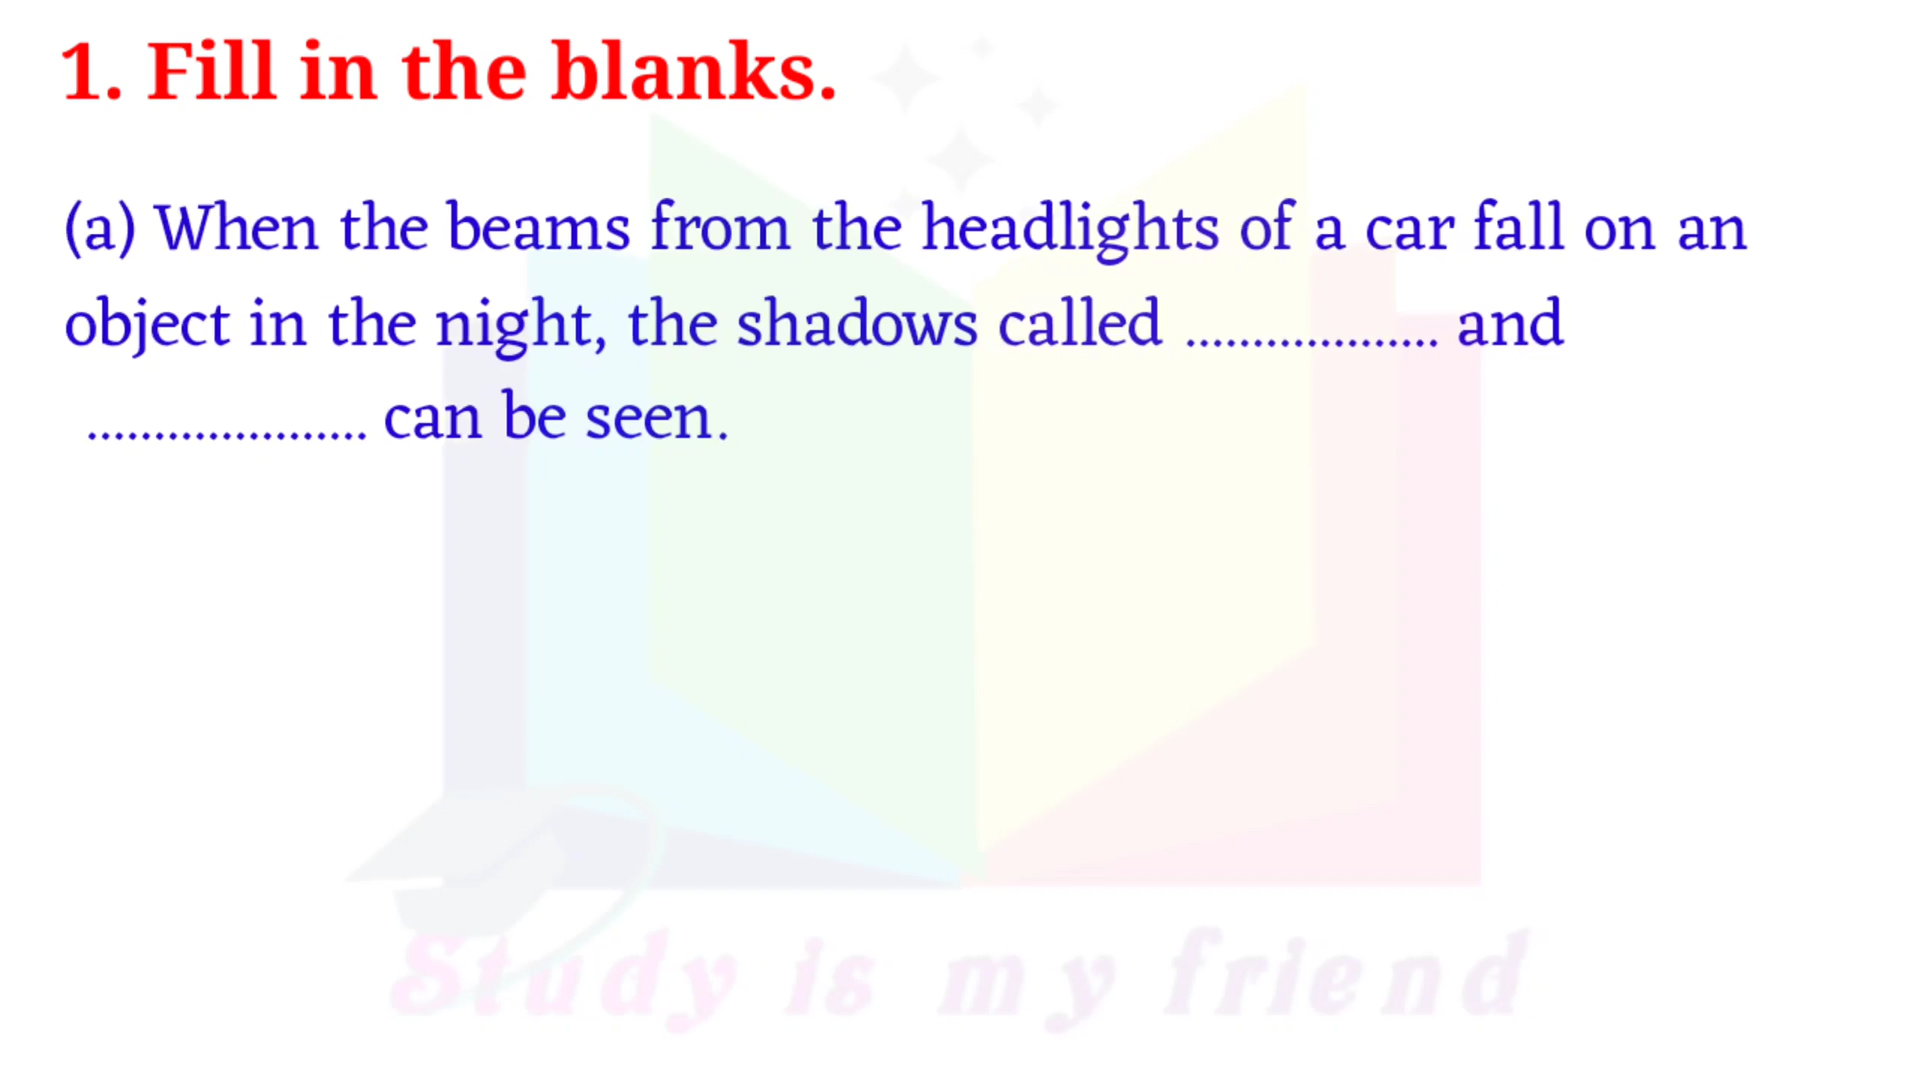 1. Fill in the blanks.
(a) When the beams from the headlights of a car fall on an
object in the night, the shadows called ................... and
..................... can be seen.
Study is my friend